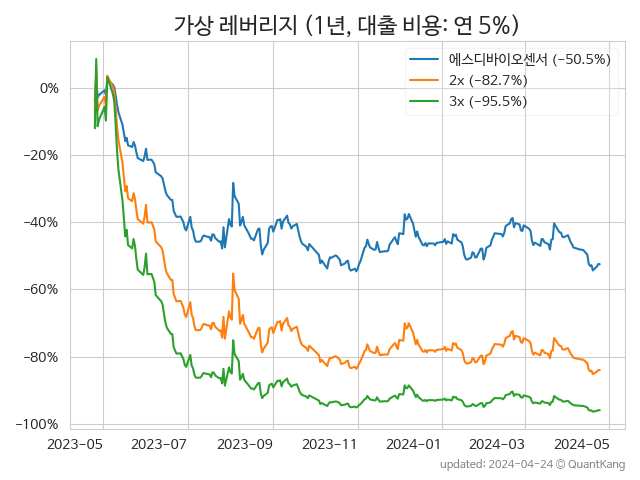 가상 레버리지 (1년, 대출 비용: 연 5%)
에스디바이오센서 (−50.5%)
2x (−82.7%)
3x (−95.5%)
0%
−20%
−40%
−60%
−80%
−100%
2023-05 2023-07 2023-09 2023-11 2024-01 2024-03 2024-05
updated: 2024-04-24 © QuantKang